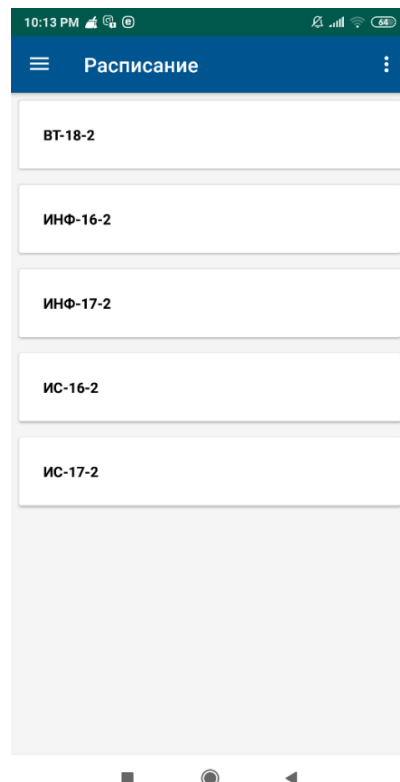 10:13 PM 64
Расписание
ВТ-18-2
ИНФ-16-2
ИНФ-17-2
ИС-16-2
ИС-17-2